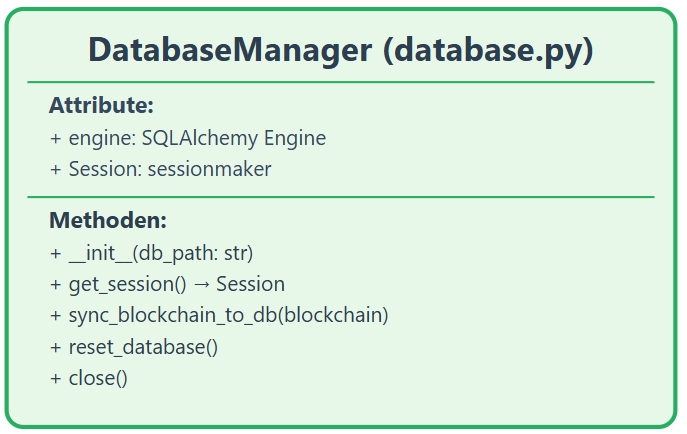 DatabaseManager (database.py)
Attribute:
+ engine: SQLAlchemy Engine
+ Session: sessionmaker
Methoden:
+ __init__(db_path: str)
+ get_session() → Session
+ sync_blockchain_to_db(blockchain)
+ reset_database()
+ close()